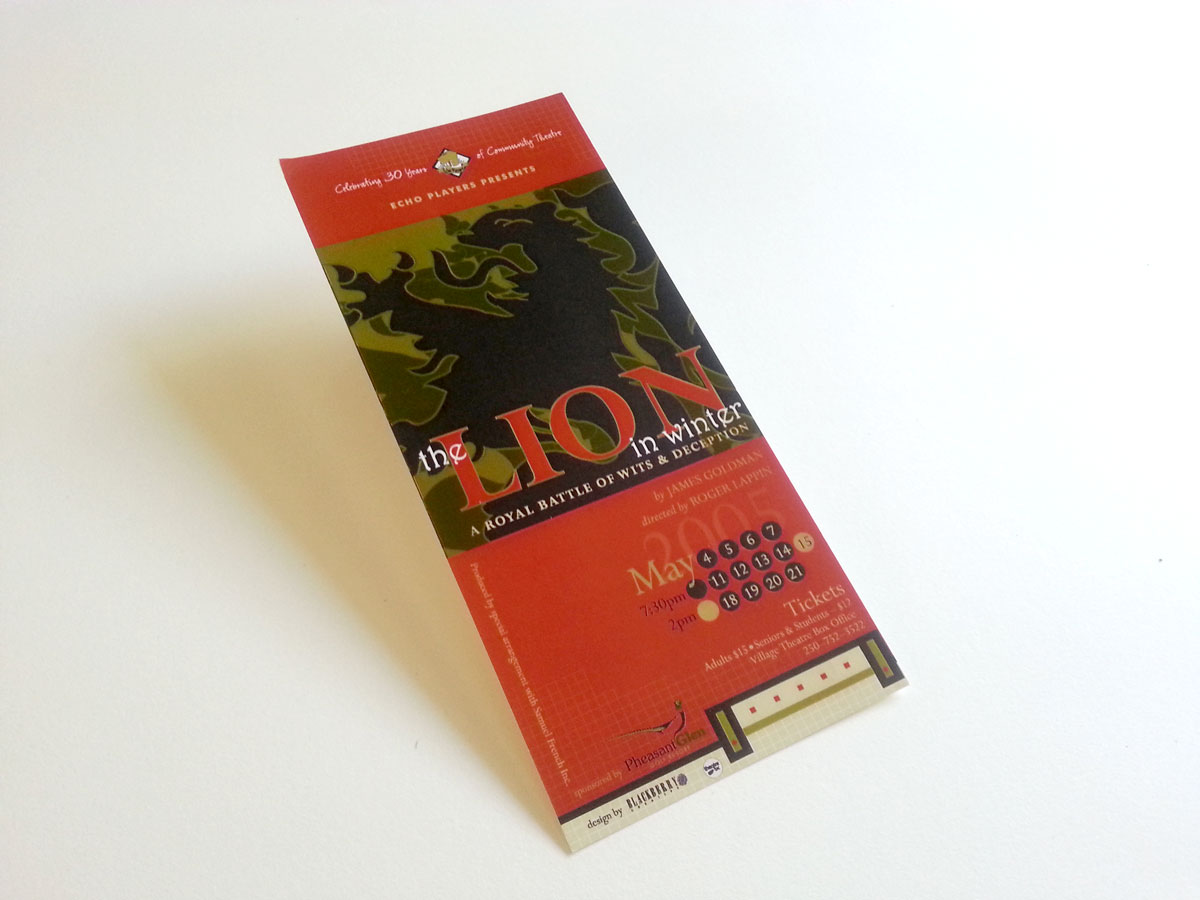 Celebrating 30 Years of Community Theatre
ECHO PLAYERS PRESENTS
the LION in winter
A ROYAL BATTLE OF WITS & DECEPTION
by JAMES GOLDMAN
directed by ROGER LAPPIN
2005
May 4 5 6 7
7:30pm 11 12 13 14 15
2pm 18 19 20 21
Tickets
Adults $15 • Seniors & Students – $12
Village Theatre Box Office
250–752–3522
Produced by special arrangement with Samuel French Inc.
sponsored by PheasantGlen
design by BLACKBERRY